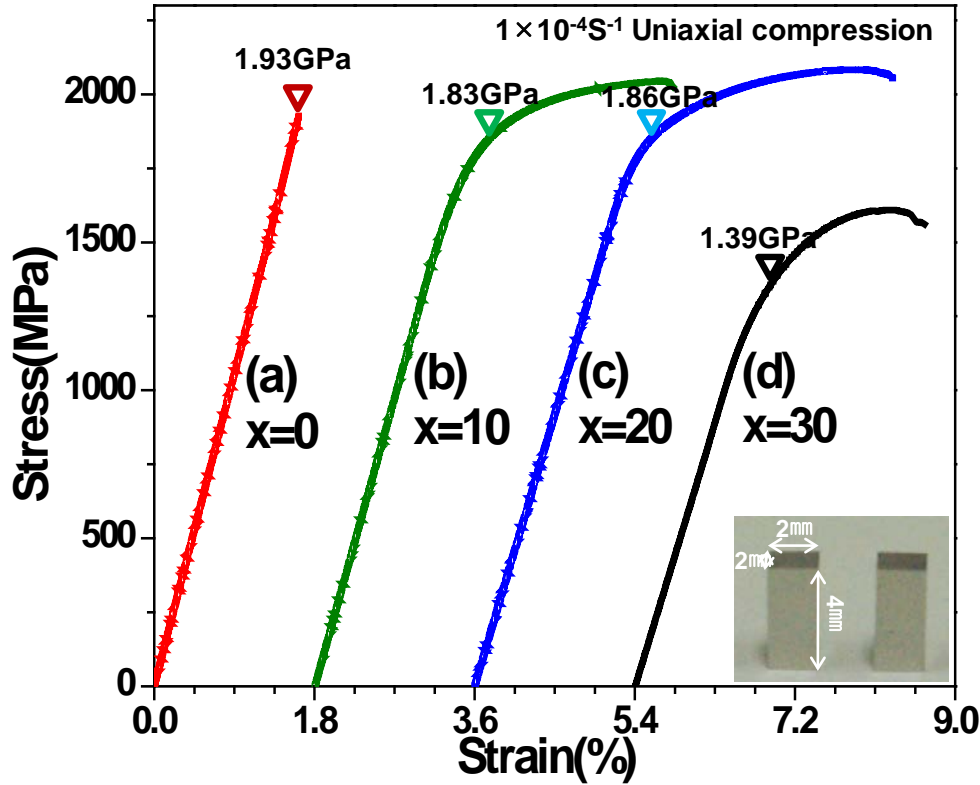 1×10⁻⁴S⁻¹ Uniaxial compression
1.93GPa
1.83GPa
1.86GPa
1.39GPa
2000
1500
1000
500
0
Stress(MPa)
(a)
x=0
(b)
x=10
(c)
x=20
(d)
x=30
2㎜
2㎜
4㎜
0.0
1.8
3.6
5.4
7.2
9.0
Strain(%)